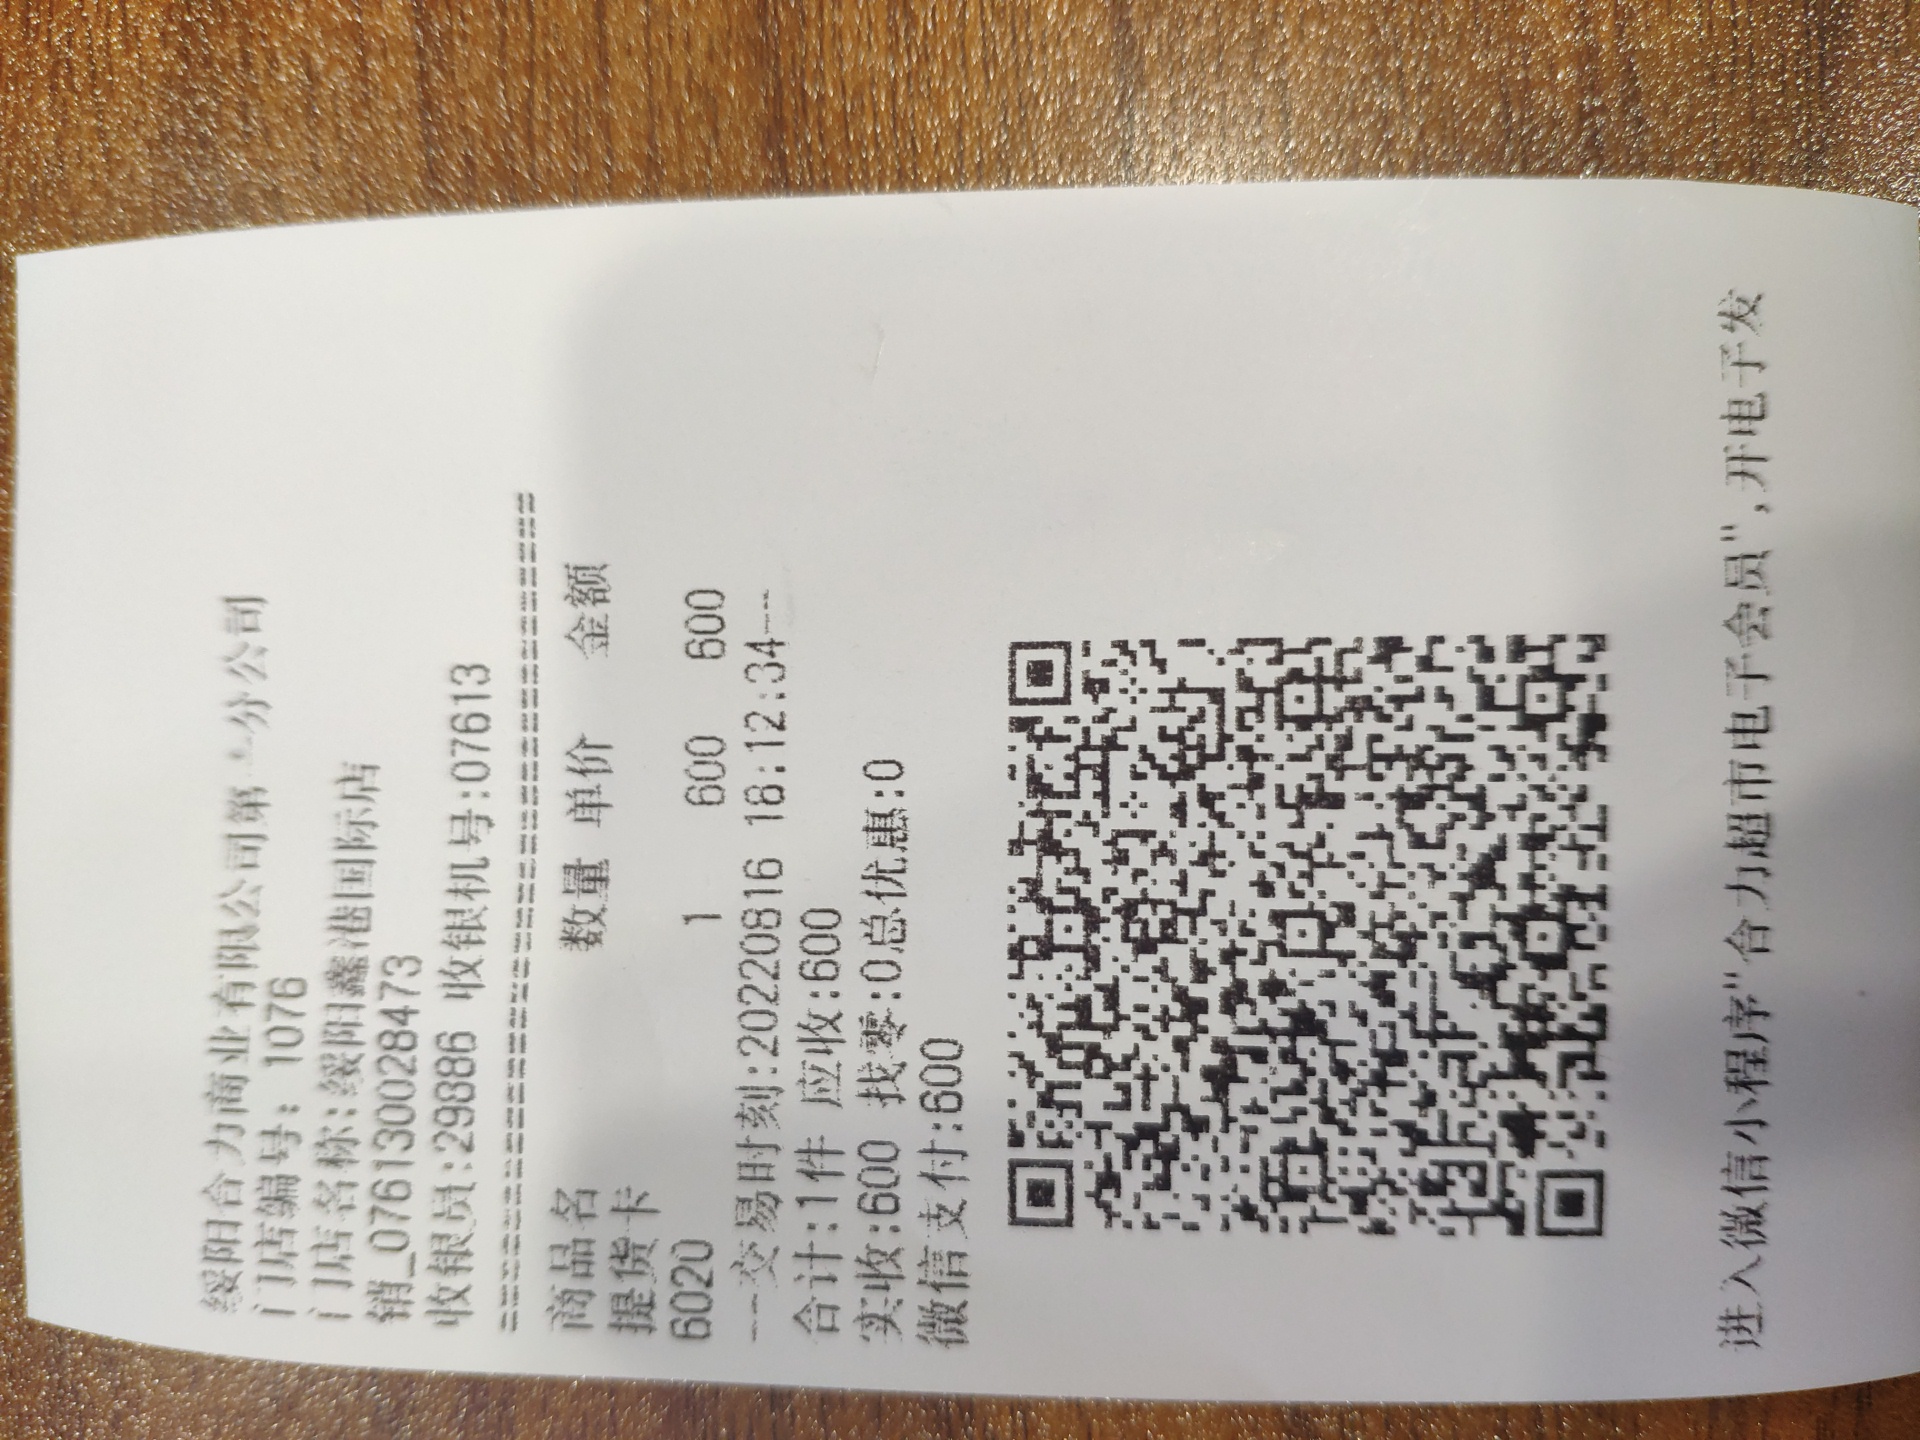 绥阳合力商业有限公司第一分公司
门店编号: 1076
门店名称:绥阳鑫港国际店
销_0761300284​73
收银员:29886 收银机号:07613
======================================
商品名 数量 单价 金额
提货卡
6020 1 600 600
--交易时刻:20220816 18:12:34--
合计:1件 应收:600
实收:600 找零:0总优惠:0
微信支付:600
进入微信小程序"合力超市电子会员",开电子发